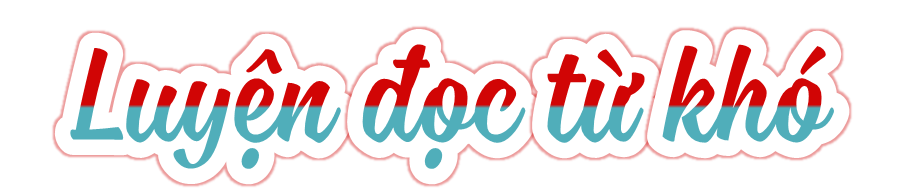 Luyện đọc từ khó